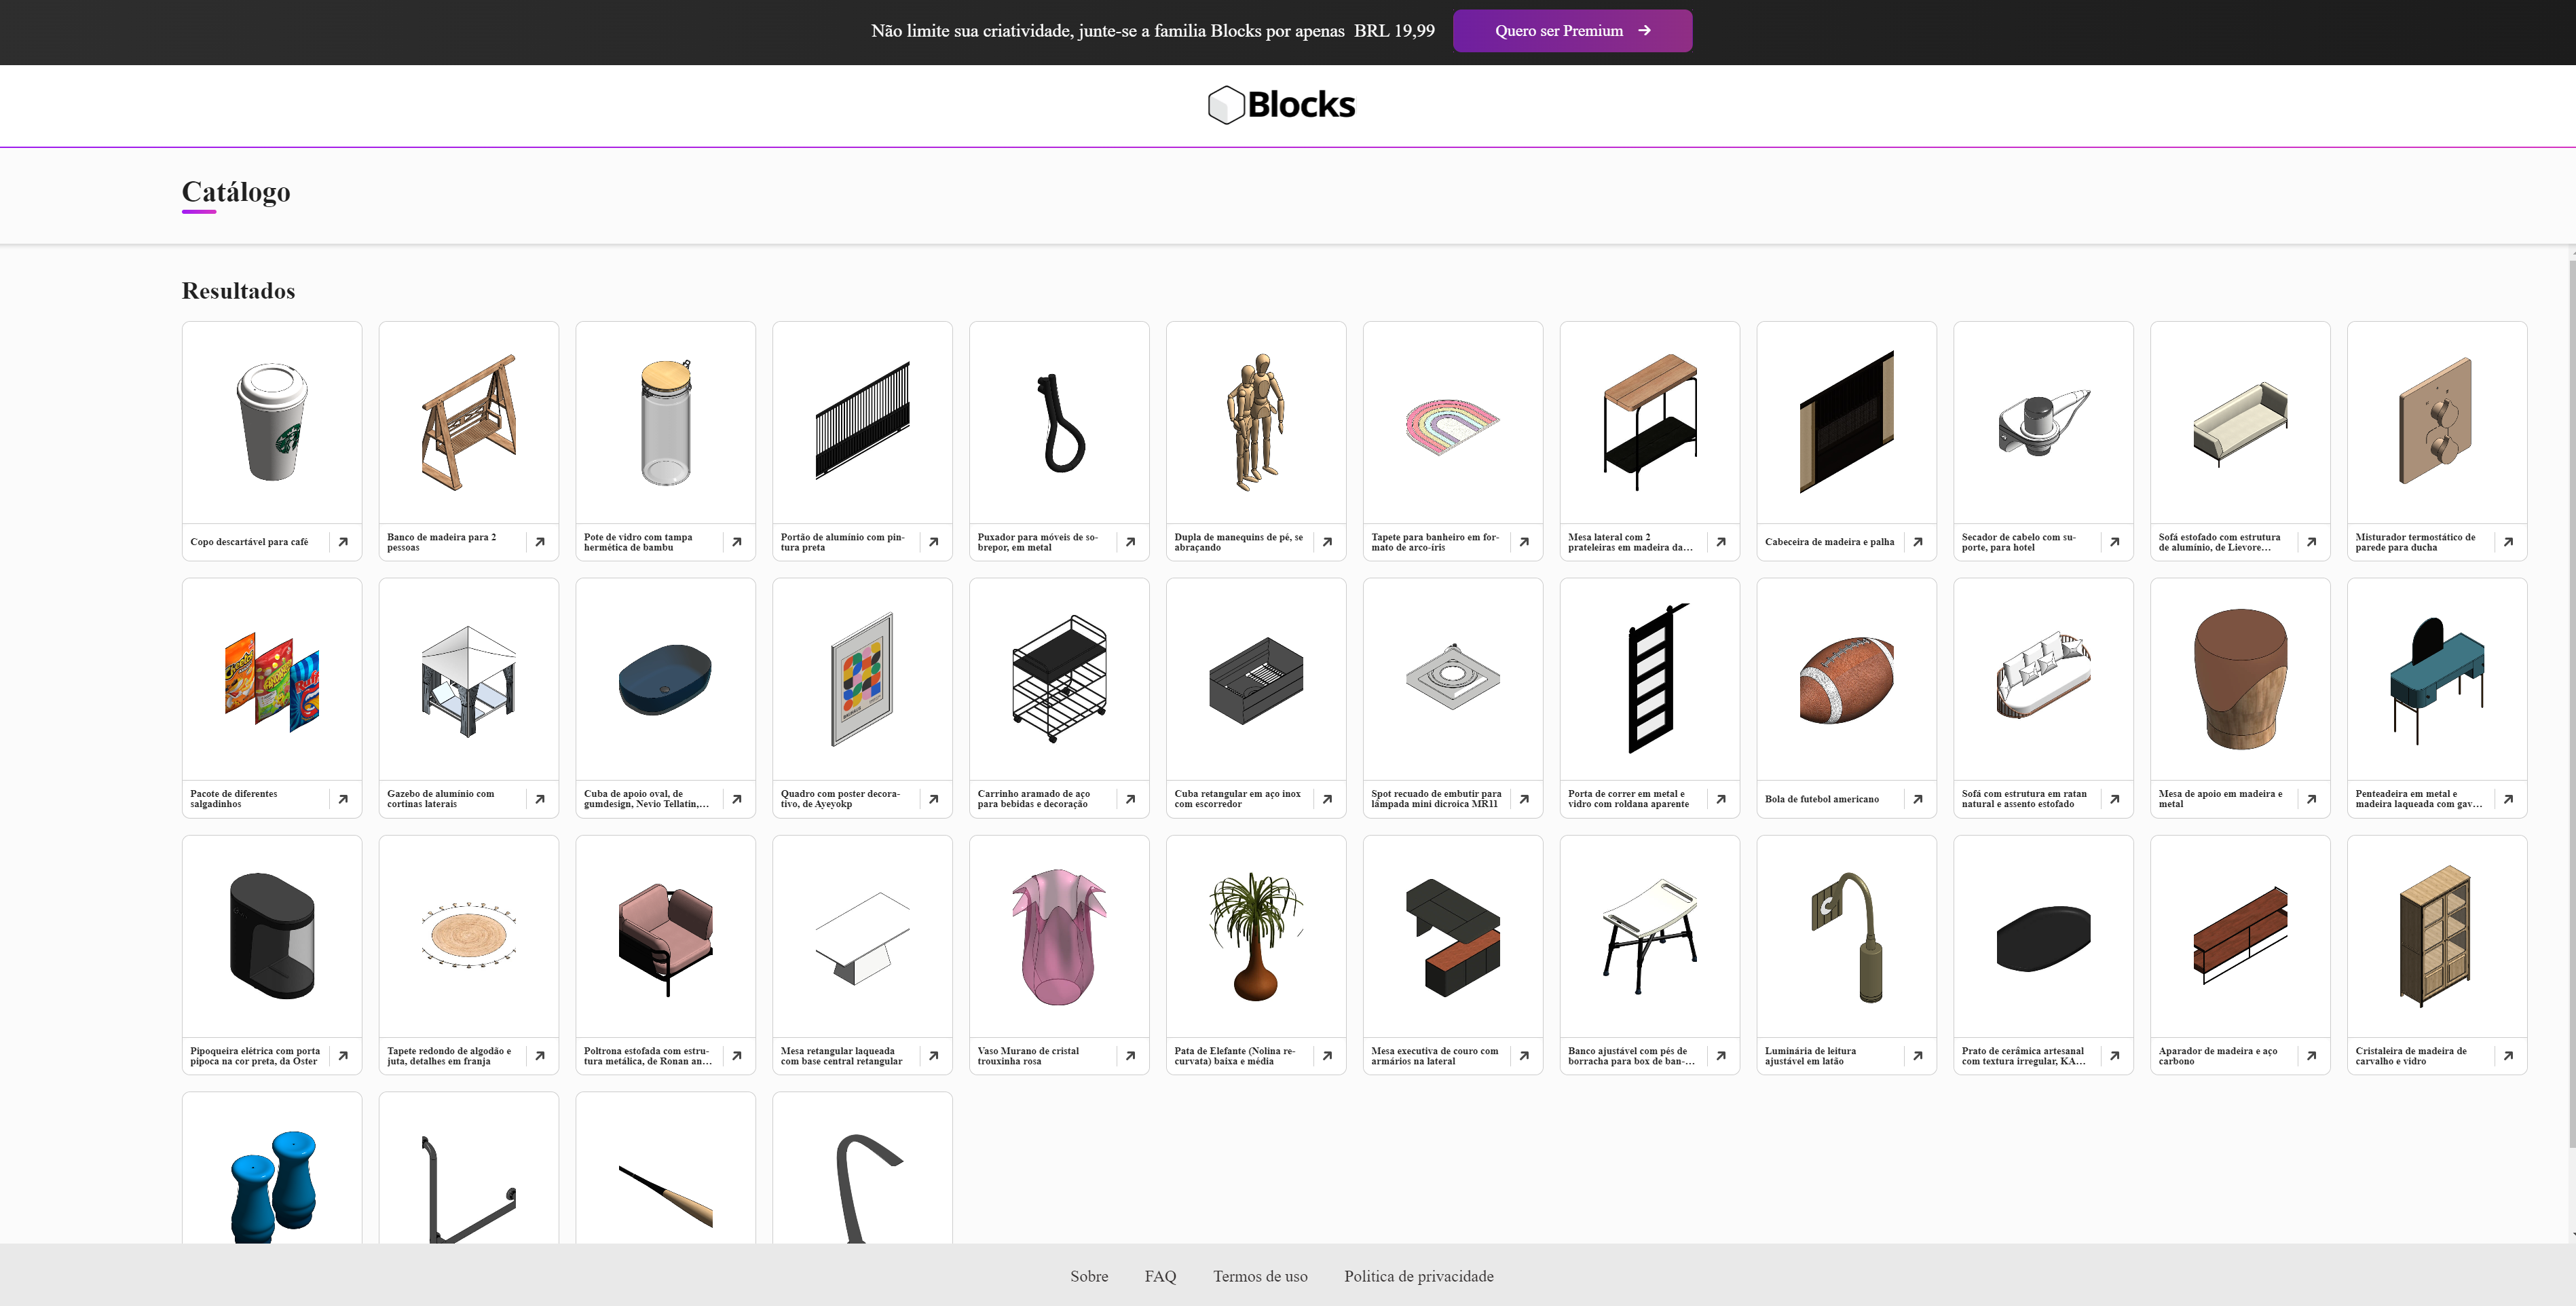 Não limite sua criatividade, junte-se a familia Blocks por apenas BRL 19,99
Quero ser Premium
Blocks
Catálogo
Resultados
Copo descartável para café
Banco de madeira para 2
pessoas
Pote de vidro com tampa
hermética de bambu
Portão de alumínio com pin-
tura preta
Puxador para móveis de so-
brepor, em metal
Dupla de manequins de pé, se
abraçando
Tapete para banheiro em for-
mato de arco-íris
Mesa lateral com 2
prateleiras em madeira da…
Cabeceira de madeira e palha
Secador de cabelo com su-
porte, para hotel
Sofá estofado com estrutura
de alumínio, de Lievore…
Misturador termostático de
parede para ducha
Pacote de diferentes
salgadinhos
Gazebo de alumínio com
cortinas laterais
Cuba de apoio oval, de
gumdesign, Nevio Tellatin,…
Quadro com poster decora-
tivo, de Ayeyokp
Carrinho aramado de aço
para bebidas e decoração
Cuba retangular em aço inox
com escorredor
Spot recuado de embutir para
lâmpada mini dicroica MR11
Porta de correr em metal e
vidro com roldana aparente
Bola de futebol americano
Sofá com estrutura em ratan
natural e assento estofado
Mesa de apoio em madeira e
metal
Penteadeira em metal e
madeira laqueada com gav…
Pipoqueira elétrica com porta
pipoca na cor preta, da Oster
Tapete redondo de algodão e
juta, detalhes em franja
Poltrona estofada com estru-
tura metálica, de Ronan an…
Mesa retangular laqueada
com base central retangular
Vaso Murano de cristal
trouxinha rosa
Pata de Elefante (Nolina re-
curvata) baixa e média
Mesa executiva de couro com
armários na lateral
Banco ajustável com pés de
borracha para box de ban-…
Luminária de leitura
ajustável em latão
Prato de cerâmica artesanal
com textura irregular, KA…
Aparador de madeira e aço
carbono
Cristaleira de madeira de
carvalho e vidro
Sobre
FAQ
Termos de uso
Politica de privacidade